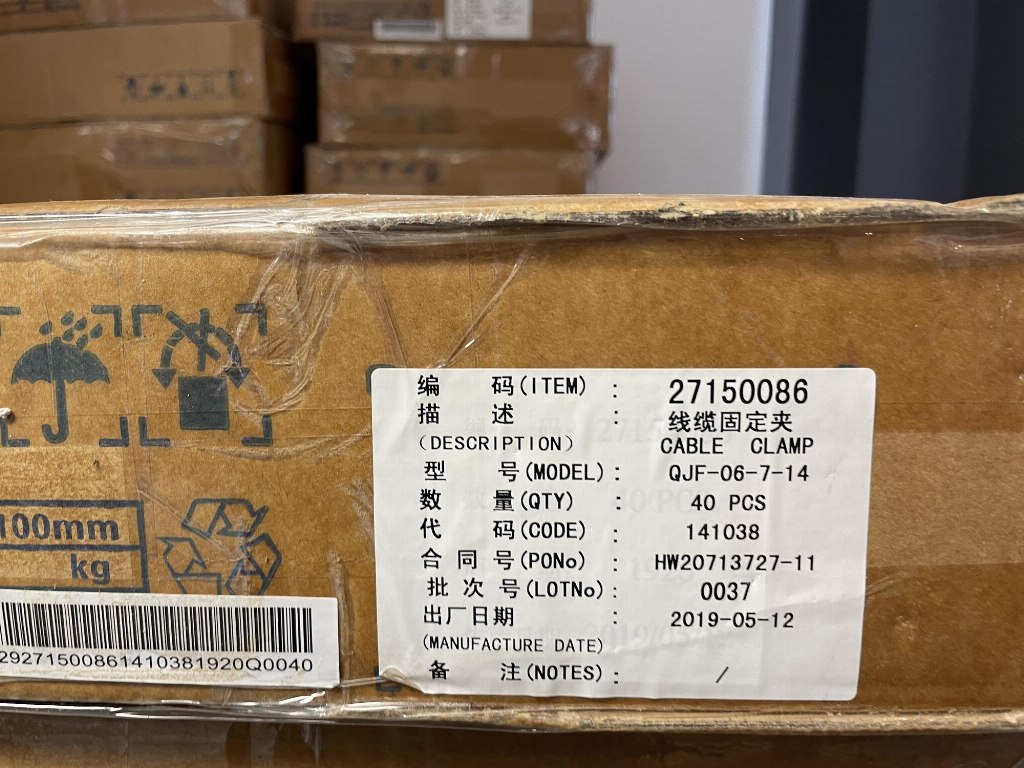 编 码(ITEM) : 27150086
描 述 : 线缆固定夹
(DESCRIPTION) CABLE CLAMP
型 号(MODEL) : QJF-06-7-14
数 量(QTY) : 40 PCS
代 码(CODE) : 141038
合 同 号(PONo) : HW20713727-11
批 次 号(LOTNo) : 0037
出厂日期 : 2019-05-12
(MANUFACTURE DATE)
备 注(NOTES) : /
100mm
kg
29271500861410381920Q0040